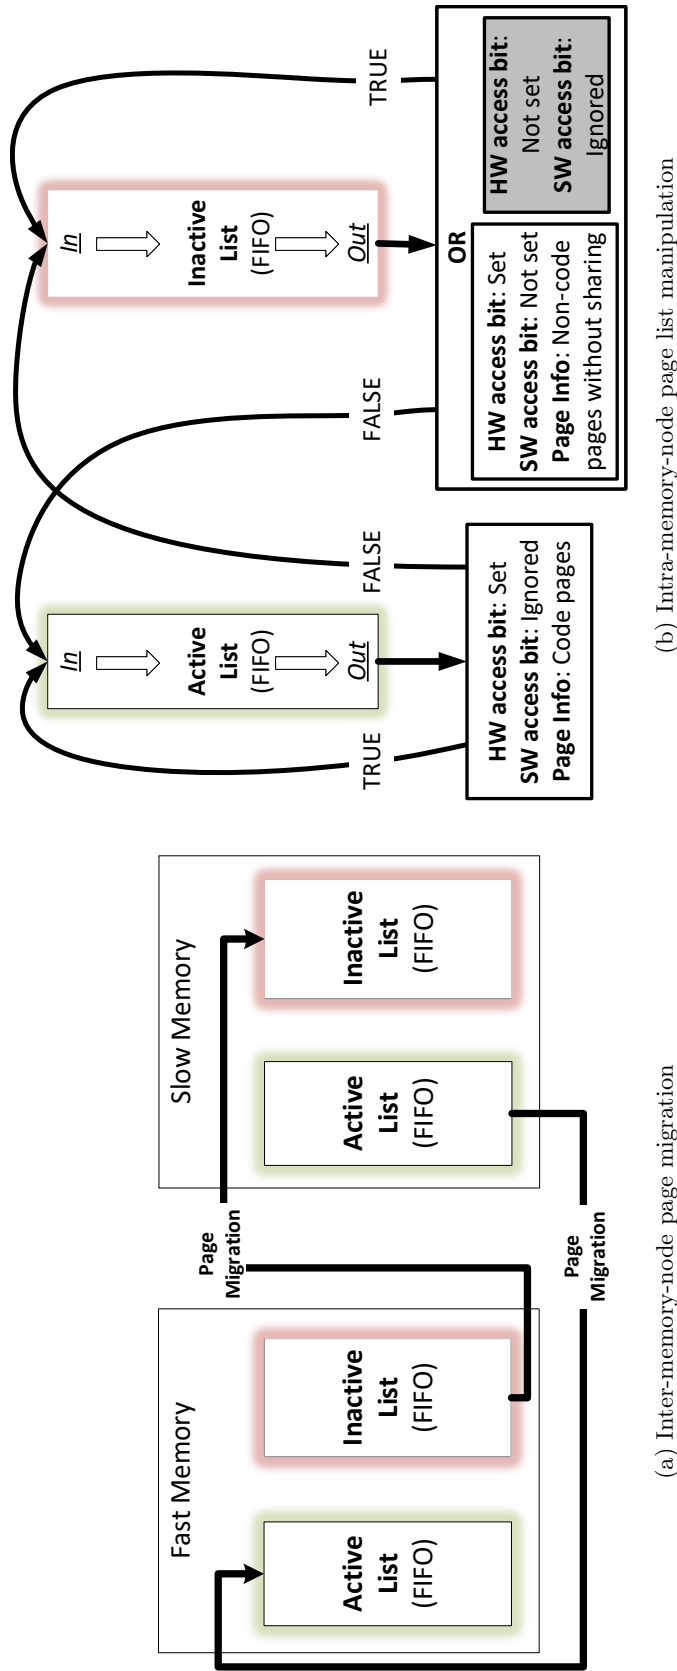 Fast Memory
Active
List
(FIFO)
Inactive
List
(FIFO)
Page
Migration
Slow Memory
Active
List
(FIFO)
Inactive
List
(FIFO)
Page
Migration
(a) Inter-memory-node page migration
In
Active
List
(FIFO)
Out
TRUE
FALSE
HW access bit: Set
SW access bit: Ignored
Page Info: Code pages
In
Inactive
List
(FIFO)
Out
FALSE
TRUE
OR
HW access bit: Set
SW access bit: Not set
Page Info: Non-code
pages without sharing
HW access bit:
Not set
SW access bit:
Ignored
(b) Intra-memory-node page list manipulation